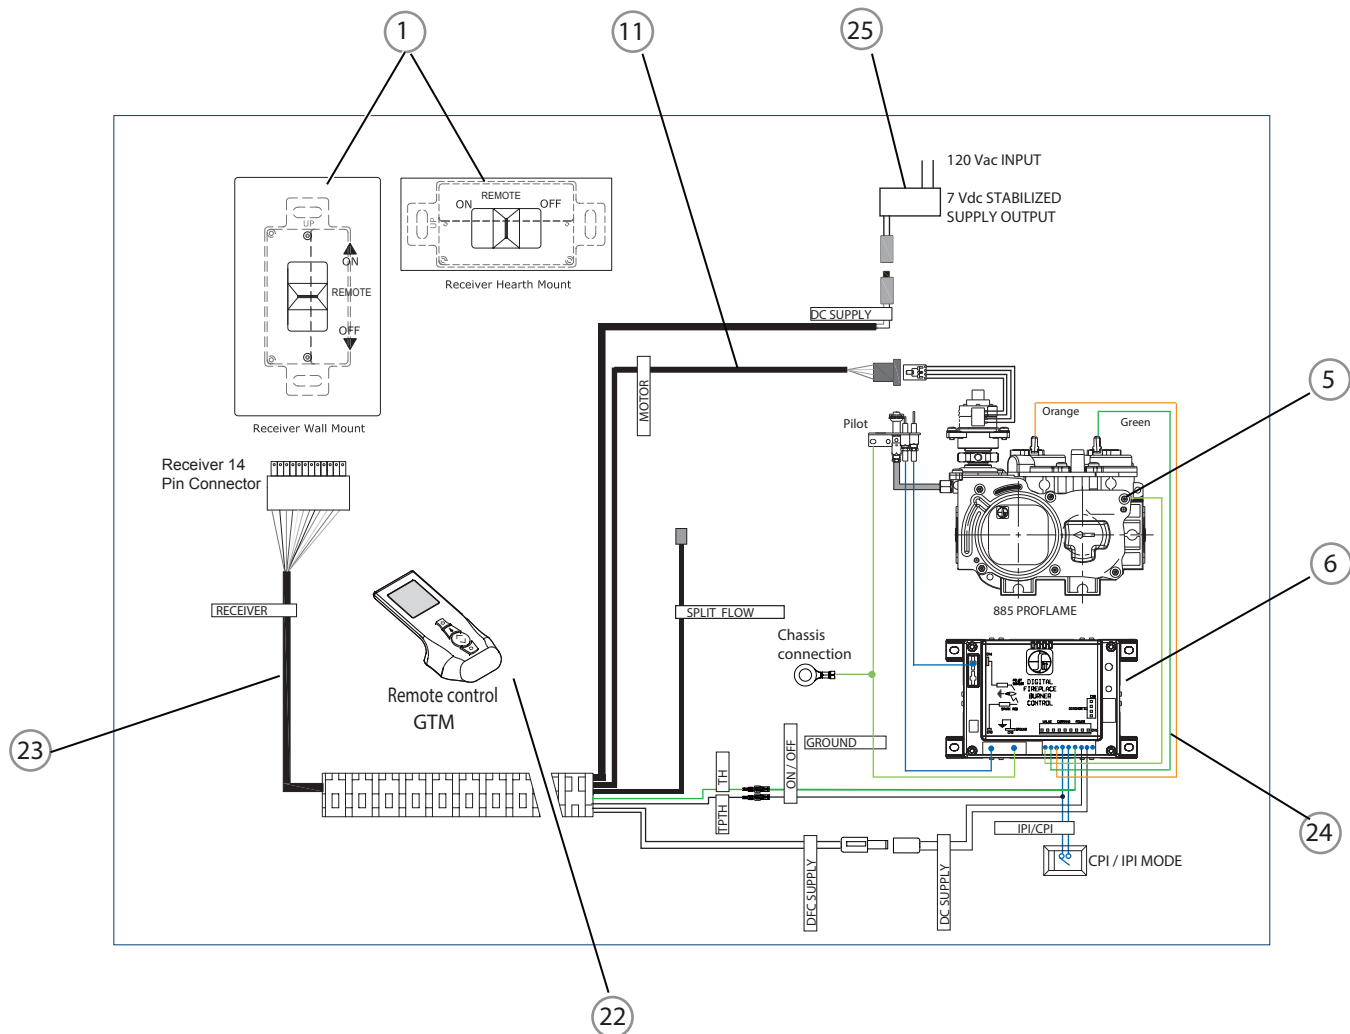 1
11
25
120 Vac INPUT
7 Vdc STABILIZED
SUPPLY OUTPUT
UP
ON
REMOTE
OFF
Receiver Wall Mount
UP
REMOTE
ON
OFF
Receiver Hearth Mount
DC SUPPLY
MOTOR
5
Orange
Green
Pilot
Receiver 14
Pin Connector
885 PROFLAME
6
RECEIVER
SPLIT FLOW
Chassis
connection
Remote control
GTM
DIGITAL
FIREPLACE
BURNER
CONTROL
23
GROUND
ON / OFF
TH
TPTH
24
IPI/CPI
CPI / IPI MODE
DFC SUPPLY
DC SUPPLY
22